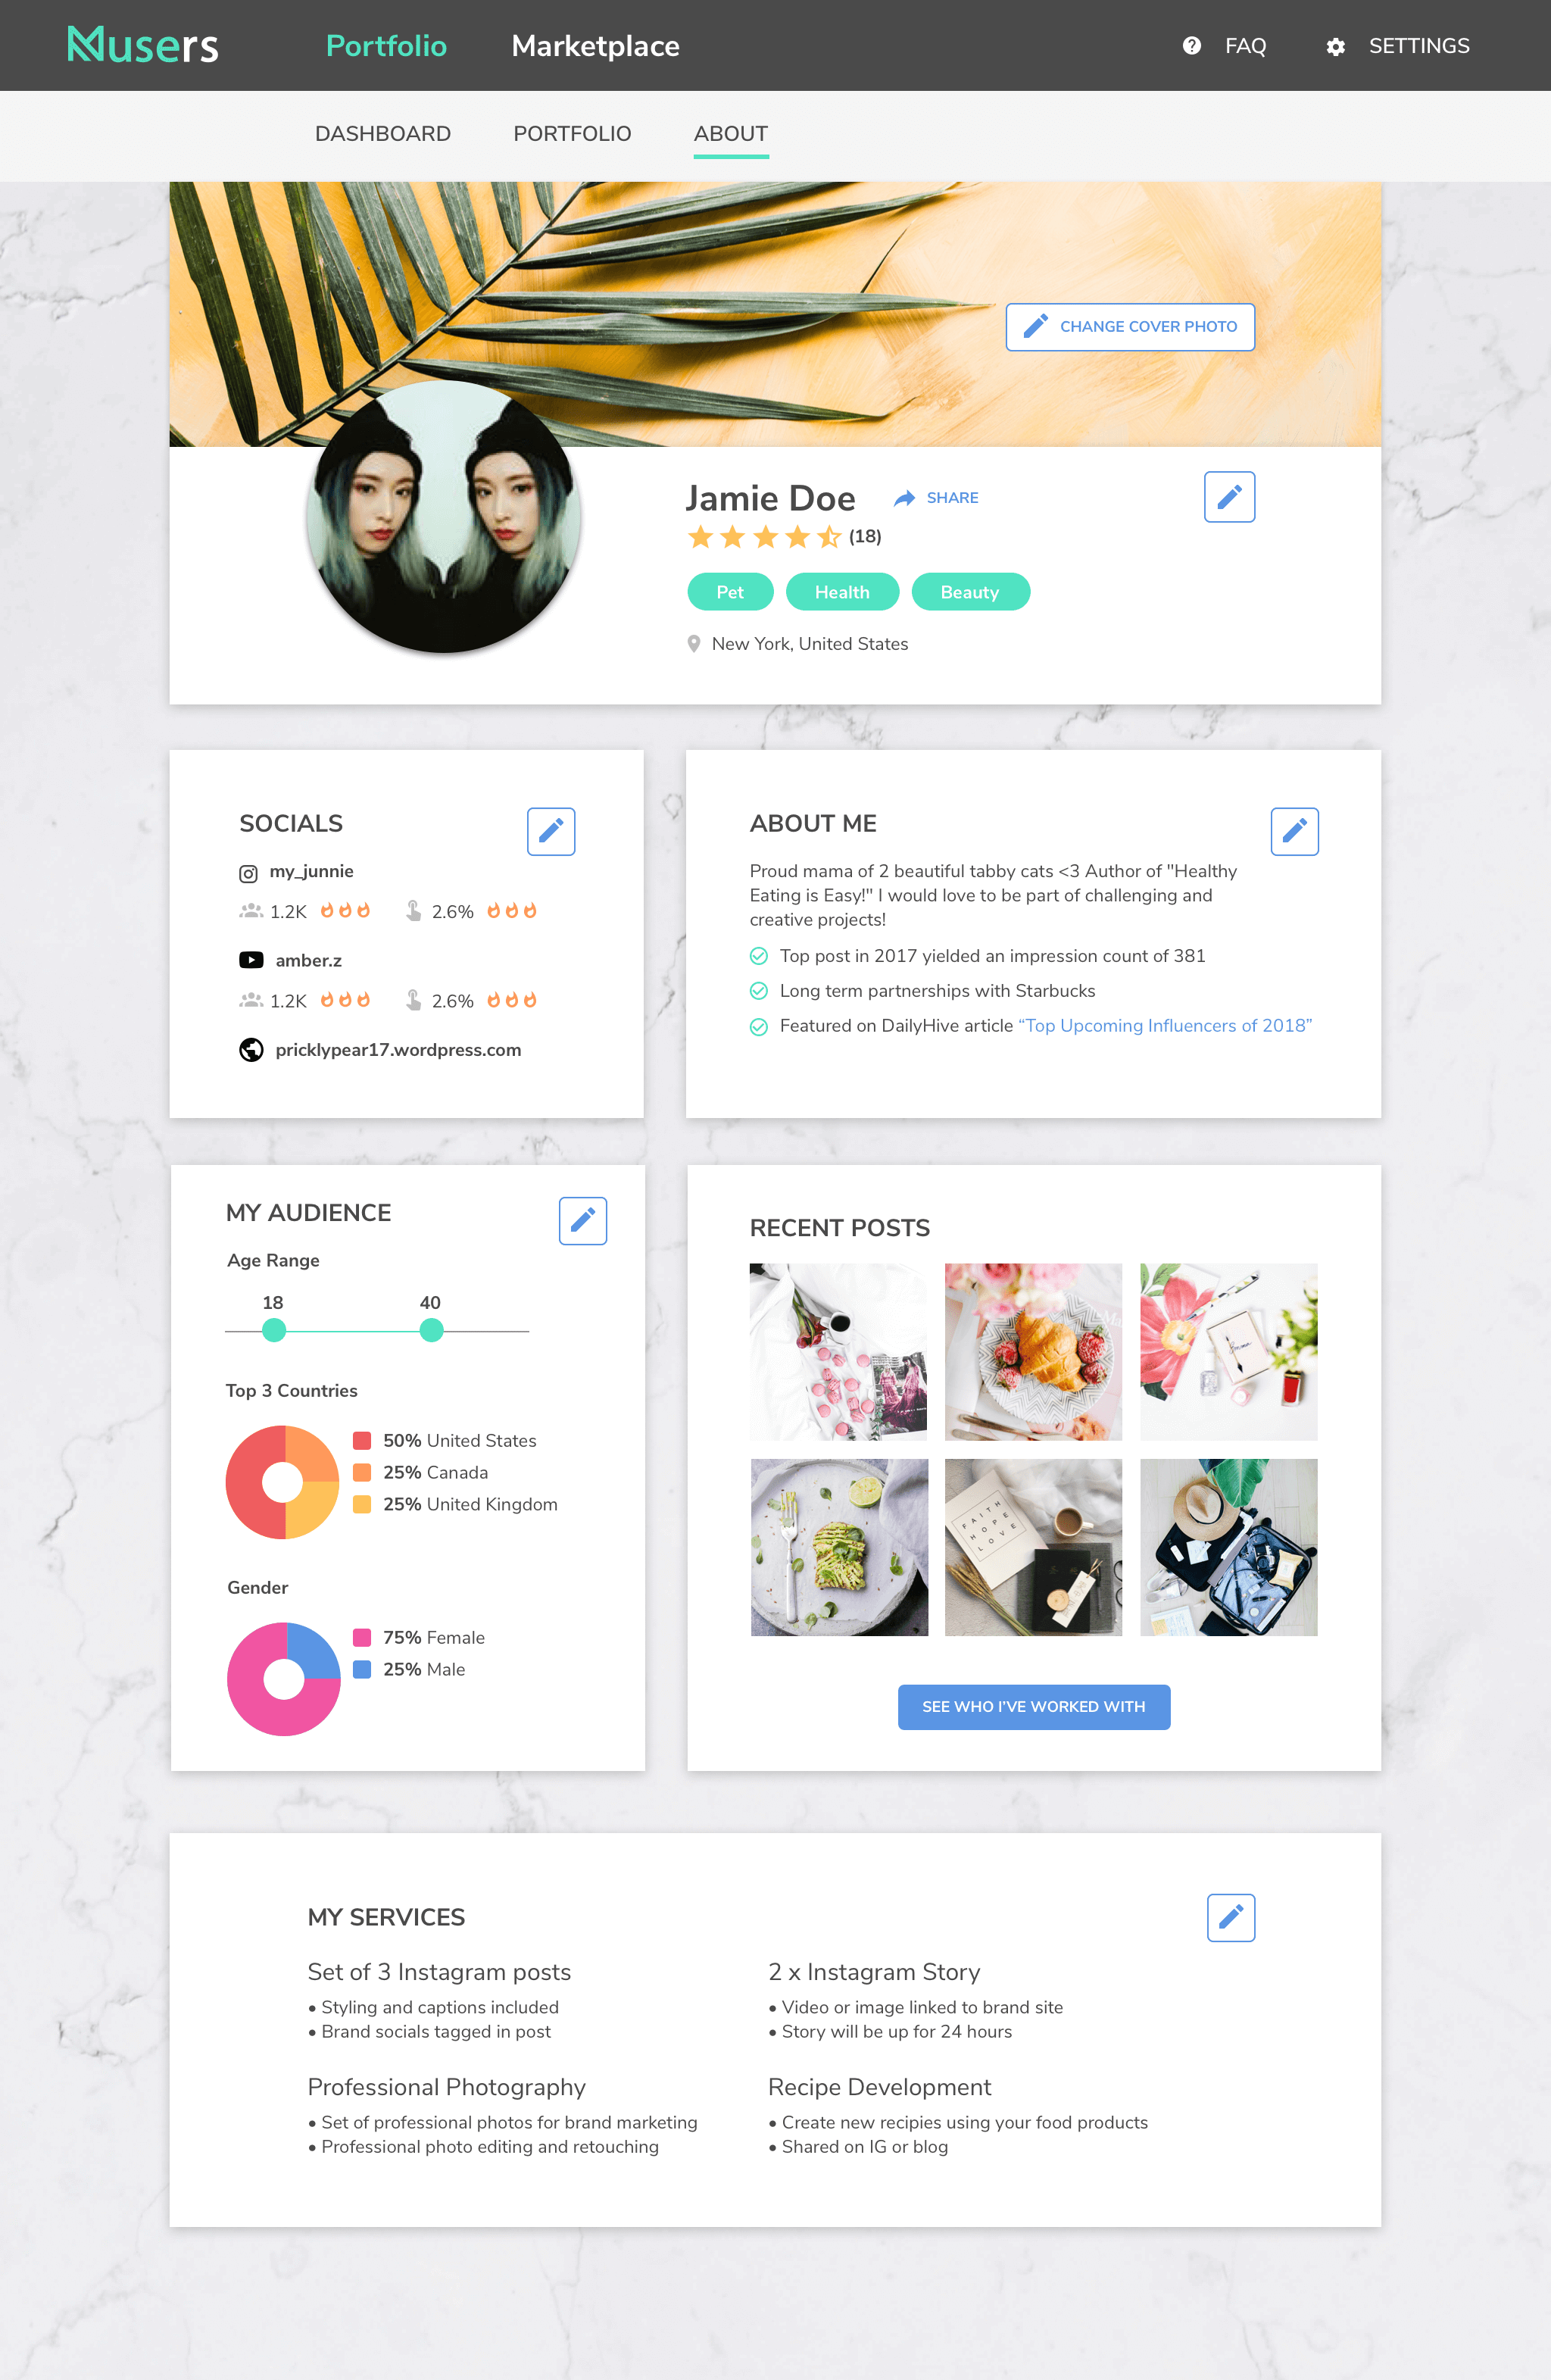 Musers
Portfolio
Marketplace
FAQ
SETTINGS
DASHBOARD
PORTFOLIO
ABOUT
CHANGE COVER PHOTO
Jamie Doe
SHARE
(18)
Pet
Health
Beauty
New York, United States
SOCIALS
my_junnie
1.2K
2.6%
amber.z
1.2K
2.6%
pricklypear17.wordpress.com
ABOUT ME
Proud mama of 2 beautiful tabby cats <3 Author of "Healthy
Eating is Easy!" I would love to be part of challenging and
creative projects!
Top post in 2017 yielded an impression count of 381
Long term partnerships with Starbucks
Featured on DailyHive article “Top Upcoming Influencers of 2018”
MY AUDIENCE
Age Range
18
40
Top 3 Countries
50% United States
25% Canada
25% United Kingdom
Gender
75% Female
25% Male
RECENT POSTS
FAITH
HOPE
LOVE
SEE WHO I’VE WORKED WITH
MY SERVICES
Set of 3 Instagram posts
• Styling and captions included
• Brand socials tagged in post
2 x Instagram Story
• Video or image linked to brand site
• Story will be up for 24 hours
Professional Photography
• Set of professional photos for brand marketing
• Professional photo editing and retouching
Recipe Development
• Create new recipies using your food products
• Shared on IG or blog